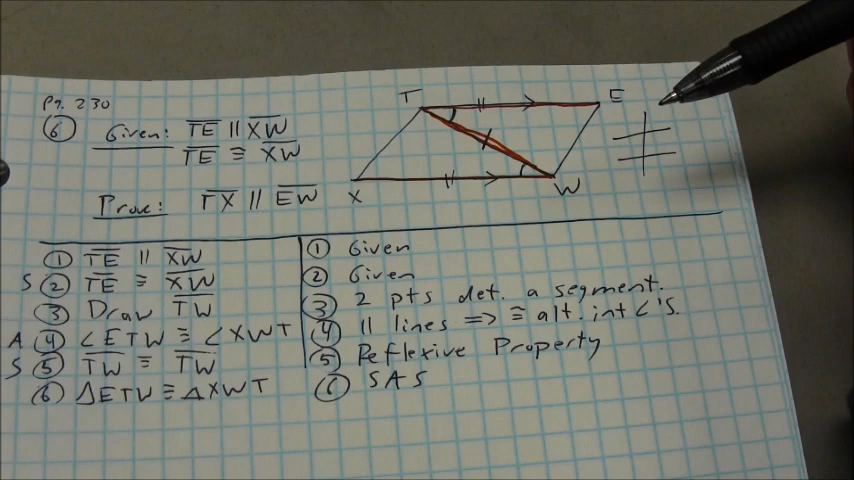 Pg. 230
⑥ Given: TE || XW
TE ≅ XW
Prove: TX || EW
T E
X W
① TE || XW ① Given
S ② TE ≅ XW ② Given
③ Draw TW ③ 2 pts det. a segment.
A ④ ∠ETW ≅ ∠XWT ④ || lines => ≅ alt. int ∠'s.
S ⑤ TW ≅ TW ⑤ Reflexive Property
⑥ △ETW ≅ △XWT ⑥ SAS